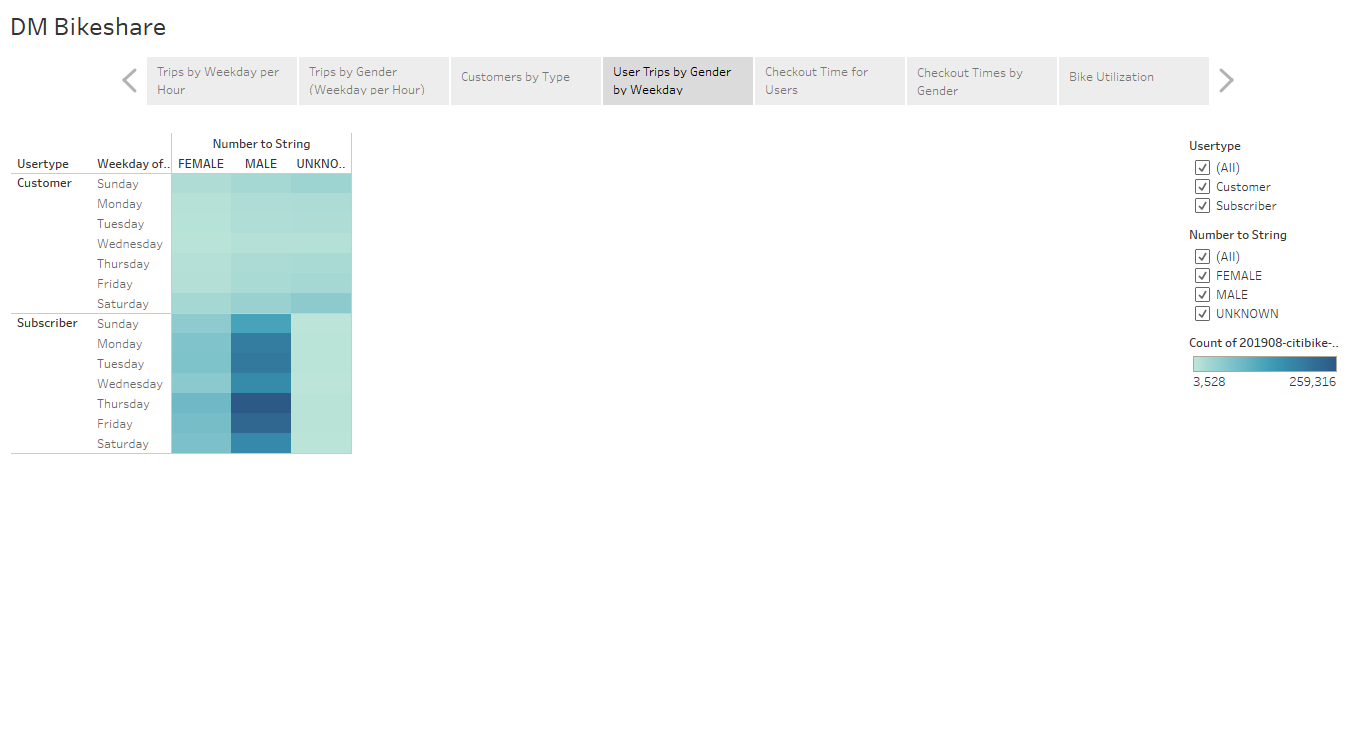 DM Bikeshare
Trips by Weekday per
Hour
Trips by Gender
(Weekday per Hour)
Customers by Type
User Trips by Gender
by Weekday
Checkout Time for
Users
Checkout Times by
Gender
Bike Utilization
Number to String
Usertype Weekday of.. FEMALE MALE UNKNO..
Customer Sunday
Monday
Tuesday
Wednesday
Thursday
Friday
Saturday
Subscriber Sunday
Monday
Tuesday
Wednesday
Thursday
Friday
Saturday
Usertype
(All)
Customer
Subscriber
Number to String
(All)
FEMALE
MALE
UNKNOWN
Count of 201908-citibike-..
3,528 259,316